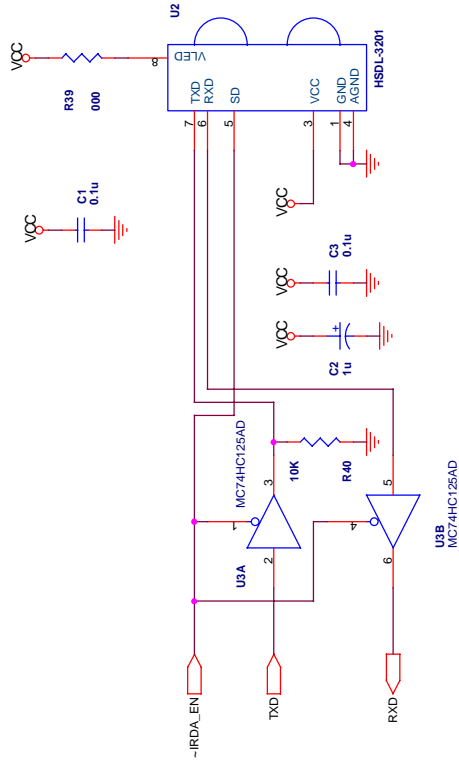 U2
HSDL-3201
VCC
R39
000
8
VLED
TXD
RXD
SD
VCC
GND
AGND
7
6
5
3
1
4
VCC
C1
0.1u
VCC
VCC
C3
0.1u
VCC
C2
1u
+
MC74HC125AD
U3A
1
2
3
10K
R40
U3B
MC74HC125AD
4
5
6
~IRDA_EN
TXD
RXD